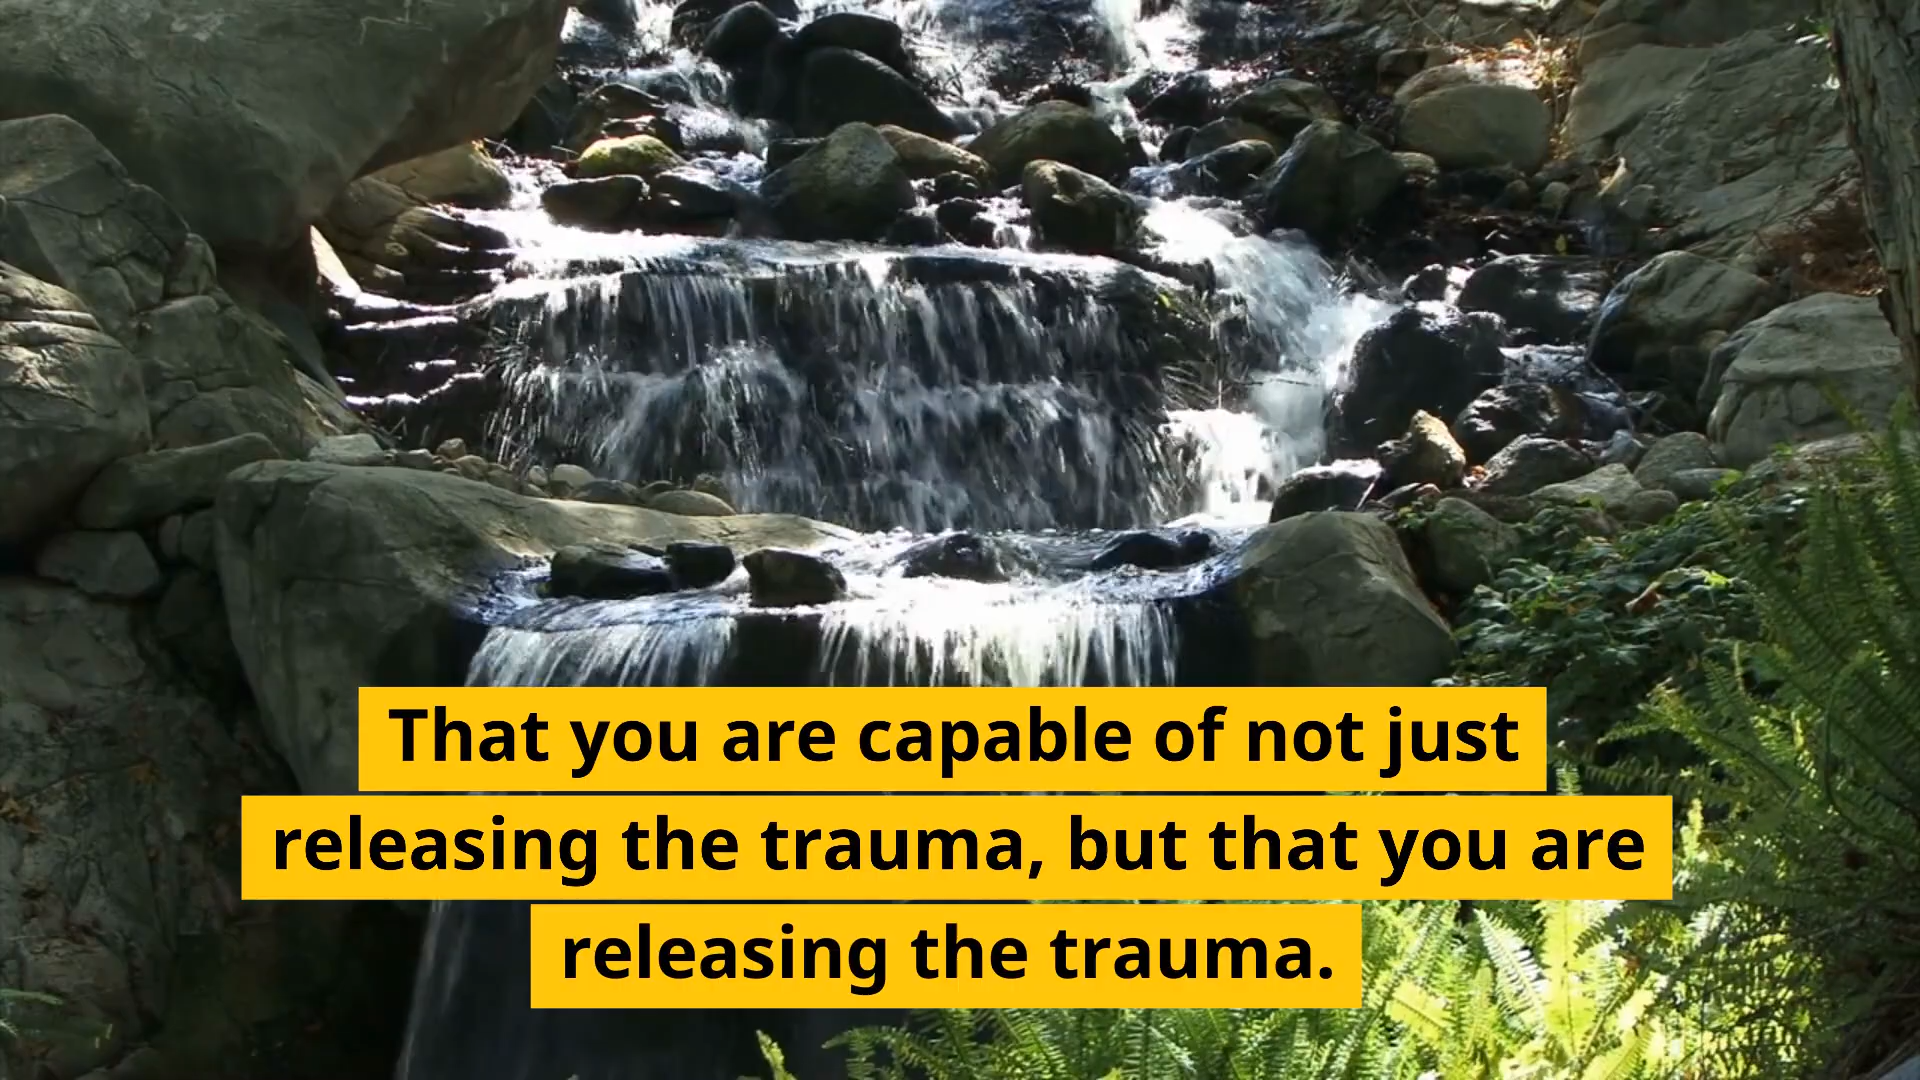 That you are capable of not just
releasing the trauma, but that you are
releasing the trauma.